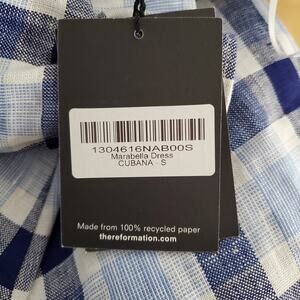 1304616NAB00S
Marabella Dress
CUBANA - S
Made from 100% recycled paper
thereformation.com